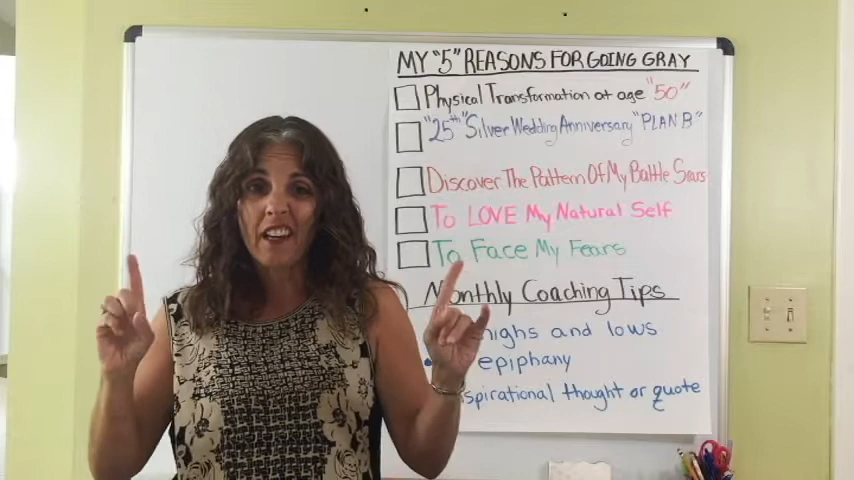 MY "5" REASONS FOR GOING GRAY
Physical Transformation at age "50"
"25th" Silver Wedding Anniversary "PLAN B"
Discover The Pattern Of My Battle Scars
To LOVE My Natural Self
To Face My Fears
Monthly Coaching Tips
highs and lows
epiphany
spirational thought or quote